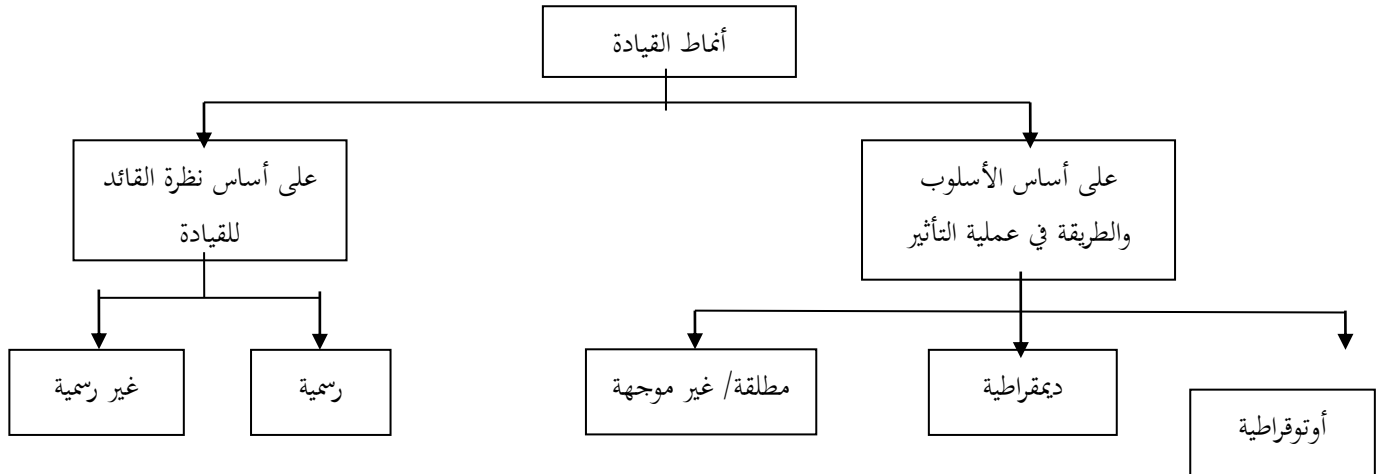 أنماط القيادة
على أساس الأسلوب
والطريقة في عملية التأثير
على أساس نظرة القائد
للقيادة
أوتوقراطية
ديمقراطية
مطلقة/ غير موجهة
رسمية
غير رسمية